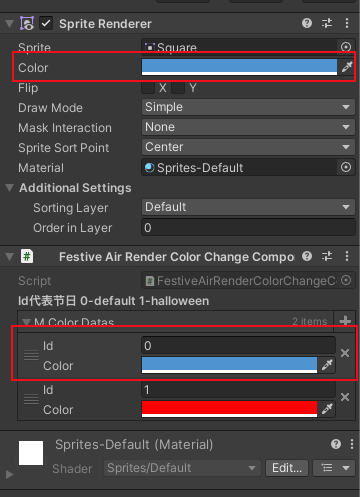 Sprite Renderer
Sprite Square
Color
Flip X Y
Draw Mode Simple
Mask Interaction None
Sprite Sort Point Center
Material Sprites-Default
Additional Settings
Sorting Layer Default
Order in Layer 0
Festive Air Render Color Change Compo
Script FestiveAirRenderColorChangeC
Id代表节日 0-default 1-halloween
M Color Datas 2 items
Id 0
Color
Id 1
Color
Sprites-Default (Material)
Shader Sprites/Default Edit...